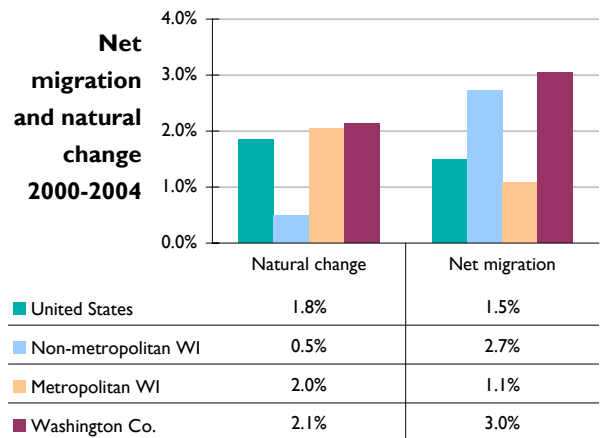 Net
migration
and natural
change
2000-2004
4.0%
3.0%
2.0%
1.0%
0.0%
Natural change Net migration
United States 1.8% 1.5%
Non-metropolitan WI 0.5% 2.7%
Metropolitan WI 2.0% 1.1%
Washington Co. 2.1% 3.0%